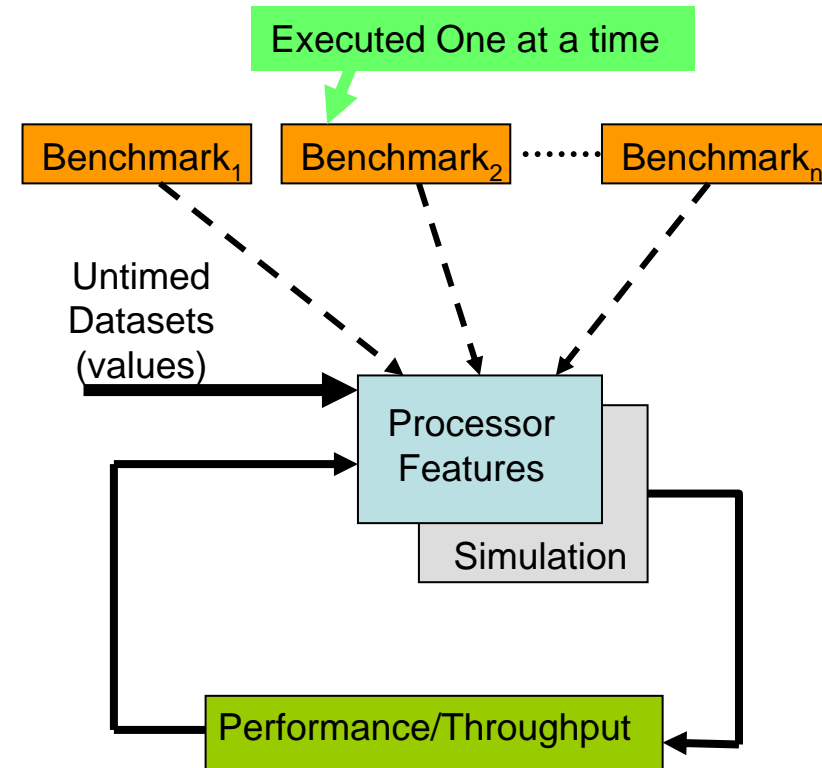 Executed One at a time
Benchmark₁ Benchmark₂ Benchmarkₙ
Untimed
Datasets
(values)
Processor
Features
Simulation
Performance/Throughput